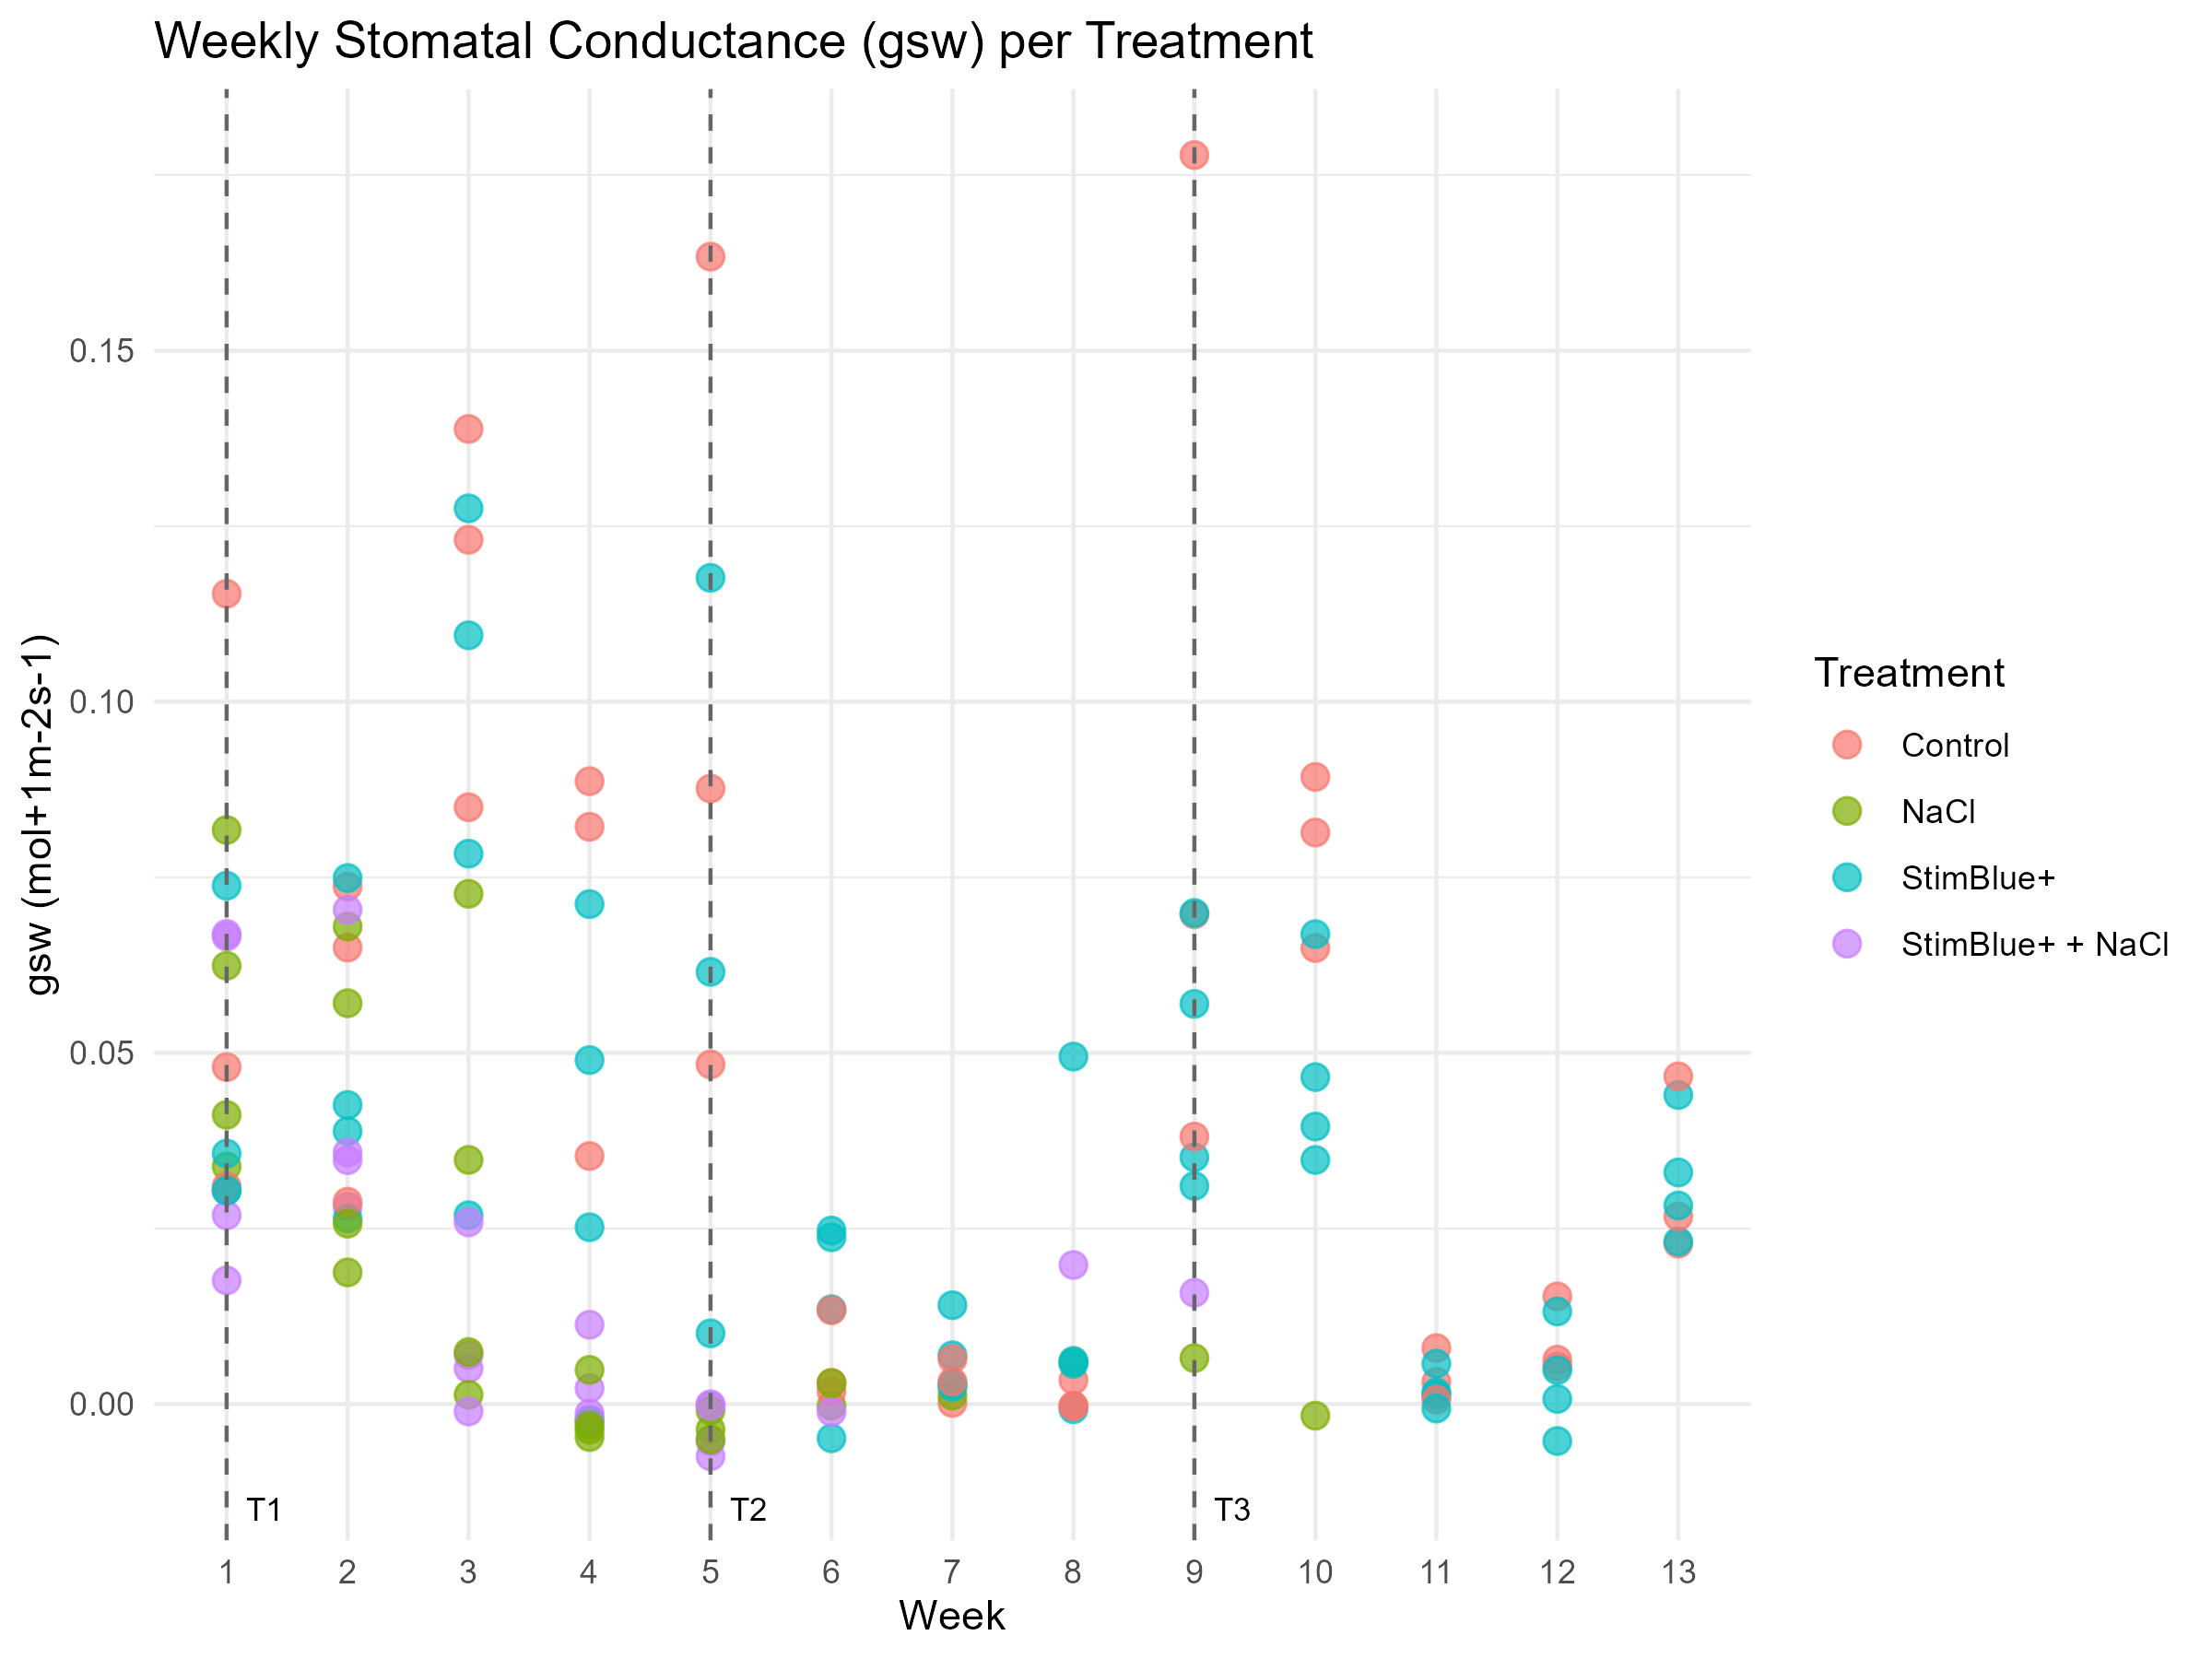 Weekly Stomatal Conductance (gsw) per Treatment
gsw (mol+1m-2s-1)
0.15
0.10
0.05
0.00
T1
T2
T3
1 2 3 4 5 6 7 8 9 10 11 12 13
Week
Treatment
Control
NaCl
StimBlue+
StimBlue+ + NaCl